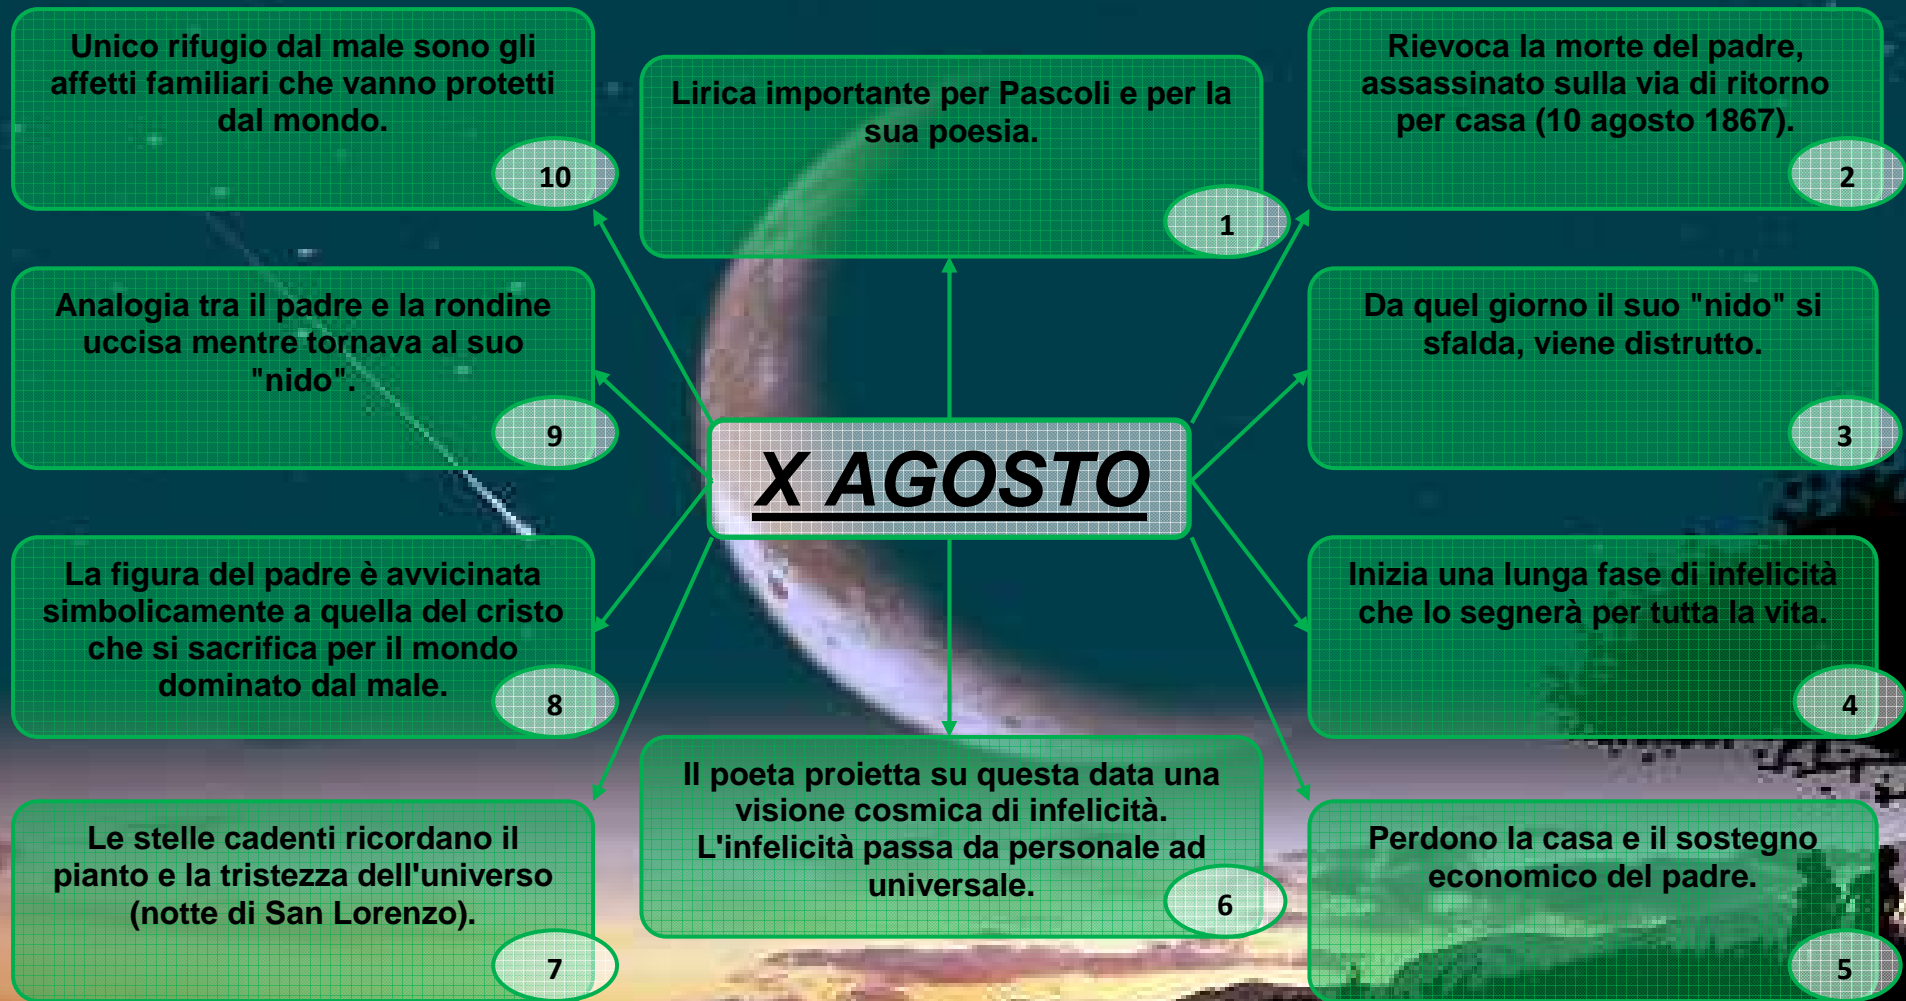 X AGOSTO
Lirica importante per Pascoli e per la
sua poesia.
1
Rievoca la morte del padre,
assassinato sulla via di ritorno
per casa (10 agosto 1867).
2
Da quel giorno il suo "nido" si
sfalda, viene distrutto.
3
Inizia una lunga fase di infelicità
che lo segnerà per tutta la vita.
4
Perdono la casa e il sostegno
economico del padre.
5
Il poeta proietta su questa data una
visione cosmica di infelicità.
L'infelicità passa da personale ad
universale.
6
Le stelle cadenti ricordano il
pianto e la tristezza dell'universo
(notte di San Lorenzo).
7
La figura del padre è avvicinata
simbolicamente a quella del cristo
che si sacrifica per il mondo
dominato dal male.
8
Analogia tra il padre e la rondine
uccisa mentre tornava al suo
"nido".
9
Unico rifugio dal male sono gli
affetti familiari che vanno protetti
dal mondo.
10